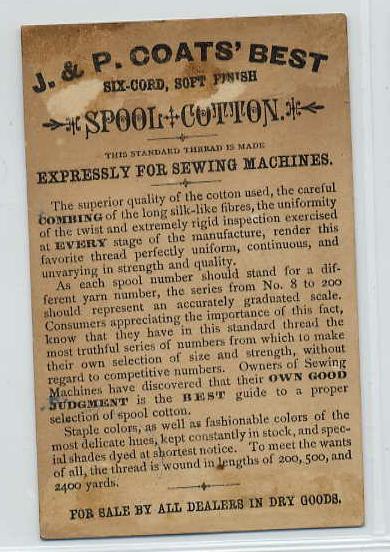 J. & P. COATS' BEST
SIX-CORD, SOFT FINISH
SPOOL COTTON.
THIS STANDARD THREAD IS MADE
EXPRESSLY FOR SEWING MACHINES.
The superior quality of the cotton used, the careful
COMBING of the long silk-like fibres, the uniformity
of the twist and extremely rigid inspection exercised
at EVERY stage of the manufacture, render this
favorite thread perfectly uniform, continuous, and
unvarying in strength and quality.
As each spool number should stand for a dif-
ferent yarn number, the series from No. 8 to 200
should represent an accurately graduated scale.
Consumers appreciating the importance of this fact,
know that they have in this standard thread the
most truthful series of numbers from which to make
their own selection of size and strength, without
regard to competitive numbers. Owners of Sewing
Machines have discovered that their OWN GOOD
JUDGMENT is the BEST guide to a proper
selection of spool cotton.
Staple colors, as well as fashionable colors of the
most delicate hues, kept constantly in stock, and spec-
ial shades dyed at shortest notice. To meet the wants
of all, the thread is wound in lengths of 200, 500, and
2400 yards.
FOR SALE BY ALL DEALERS IN DRY GOODS.